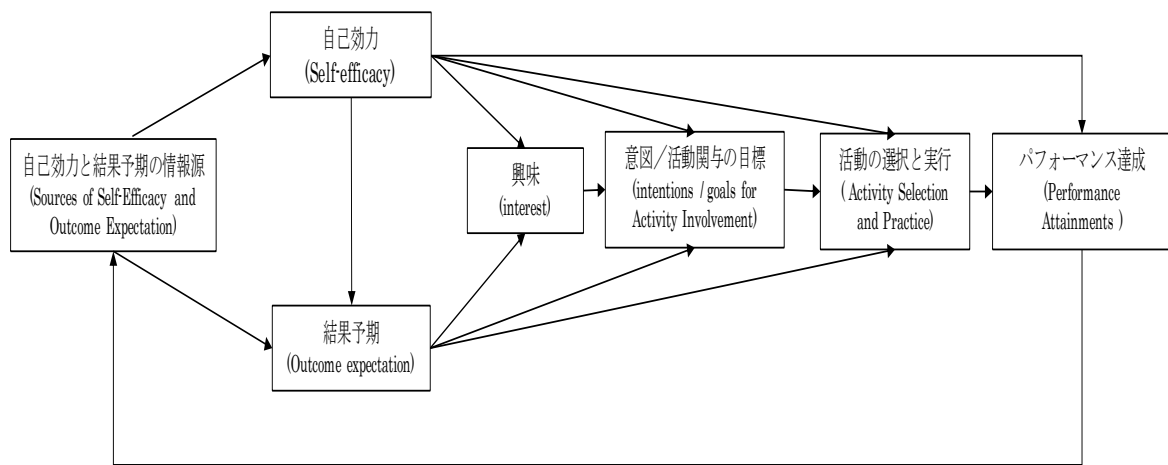 自己効力
(Self-efficacy)
自己効力と結果予期の情報源
(Sources of Self-Efficacy and
Outcome Expectation)
興味
(interest)
意図／活動関与の目標
(intentions / goals for
Activity Involvement)
活動の選択と実行
( Activity Selection
and Practice)
パフォーマンス達成
(Performance
Attainments )
結果予期
(Outcome expectation)